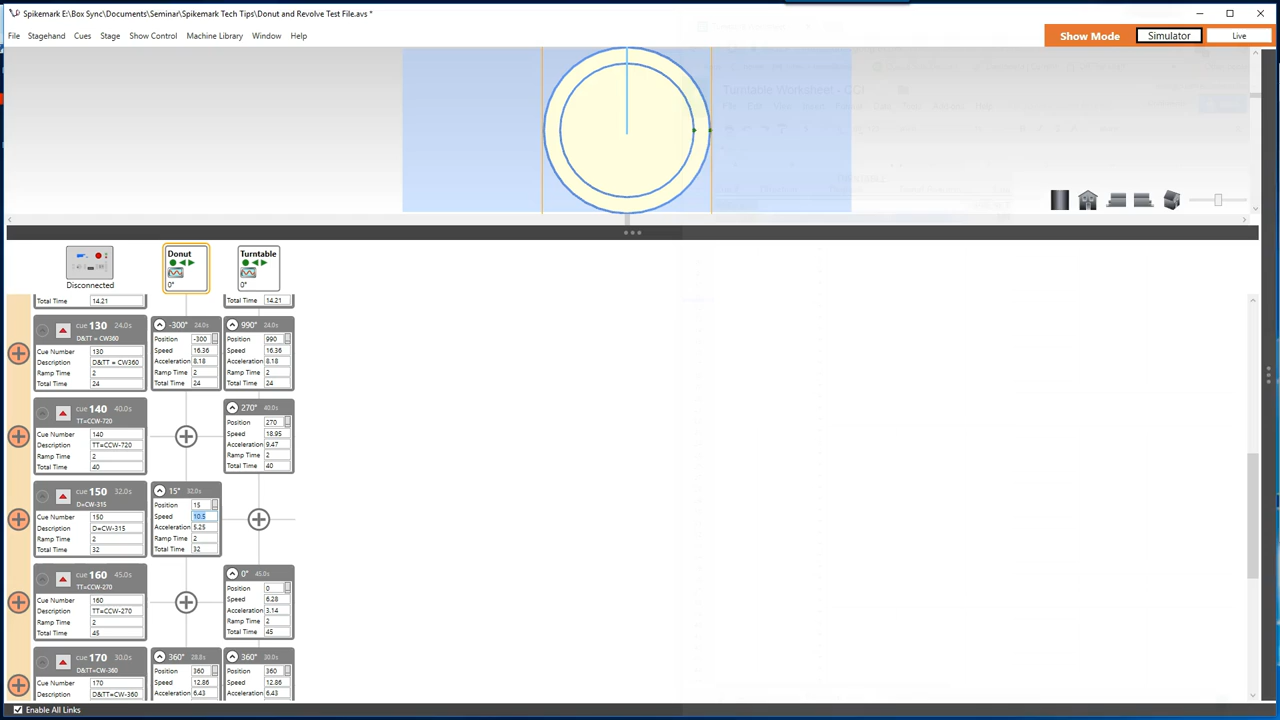 Spikemark E:\Box Sync\Documents\Seminar\Spikemark Tech Tips\Donut and Revolve Test File.avs *
File Stagehand Cues Stage Show Control Machine Library Window Help
Show Mode Simulator Live
Turntable Worksheet -
Disconnected
Donut
0°
Turntable
0°
Total Time 14.21
Total Time 14.21
cue 130 24.0s
D&TT = CW360
Cue Number 130
Description D&TT = CW360
Ramp Time 2
Total Time 24
-300° 24.0s
Position -300
Speed 16.36
Acceleration 8.18
Ramp Time 2
Total Time 24
990° 24.0s
Position 990
Speed 16.36
Acceleration 8.18
Ramp Time 2
Total Time 24
cue 140 40.0s
TT=CCW-720
Cue Number 140
Description TT=CCW-720
Ramp Time 2
Total Time 40
270° 40.0s
Position 270
Speed 18.95
Acceleration 9.47
Ramp Time 2
Total Time 40
cue 150 32.0s
D=CW-315
Cue Number 150
Description D=CW-315
Ramp Time 2
Total Time 32
15° 32.0s
Position 15
Speed 10.5
Acceleration 5.25
Ramp Time 2
Total Time 32
cue 160 45.0s
TT=CCW-270
Cue Number 160
Description TT=CCW-270
Ramp Time 2
Total Time 45
0° 45.0s
Position 0
Speed 6.28
Acceleration 3.14
Ramp Time 2
Total Time 45
cue 170 30.0s
D&TT=CW-360
Cue Number 170
Description D&TT=CW-360
360° 28.8s
Position 360
Speed 12.86
Acceleration 6.43
360° 30.0s
Position 360
Speed 12.86
Acceleration 6.43
Enable All Links